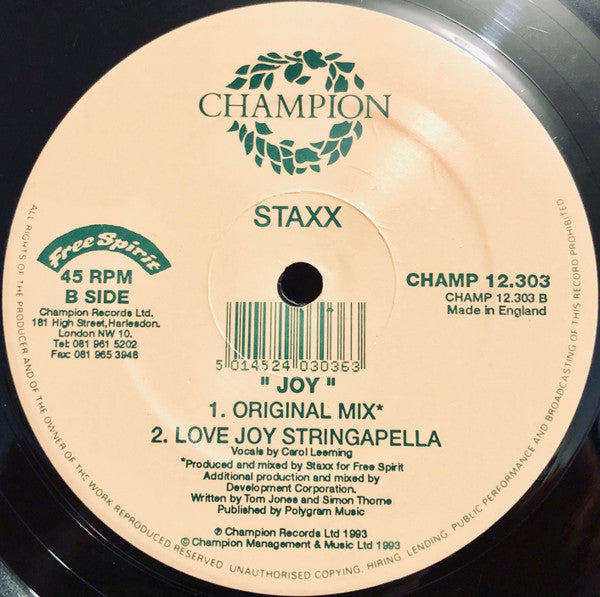 CHAMPION
STAXX
Free Spirit
45 RPM
B SIDE
Champion Records Ltd.
181 High Street,Harlesdon.
London NW 10.
Tel: 081 961 5202
Fax: 081 965 3948
CHAMP 12.303
CHAMP 12.303 B
Made in England
5 014524 030363
" JOY "
1. ORIGINAL MIX*
2. LOVE JOY STRINGAPELLA
Vocals by Carol Leeming
*Produced and mixed by Staxx for Free Spirit
Additional production and mixed by
Development Corporation.
Written by Tom Jones and Simon Thorne
Published by Polygram Music
℗ Champion Records Ltd 1993
© Champion Management & Music Ltd 1993
ALL RIGHTS OF THE PRODUCER AND OF THE OWNER OF THE WORK REPRODUCED RESERVED. UNAUTHORISED COPYING. HIRING. LENDING. PUBLIC PERFORMANCE AND BROADCASTING OF THIS RECORD PROHIBITED